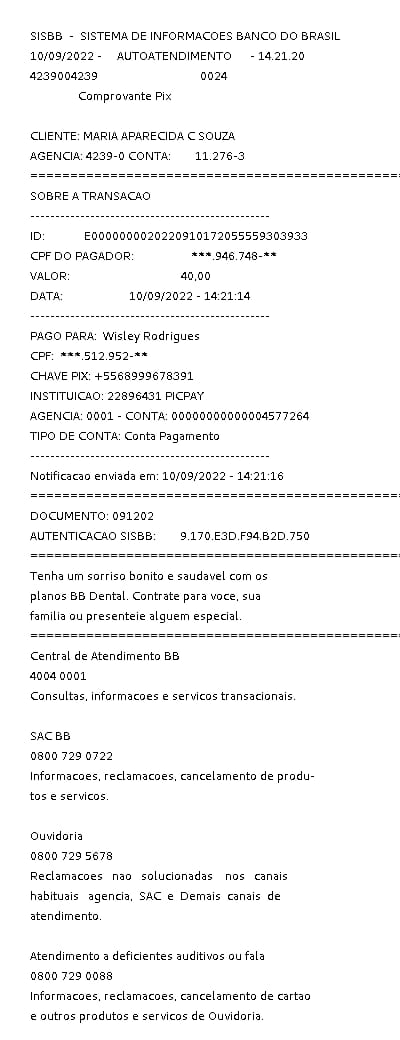 SISBB - SISTEMA DE INFORMACOES BANCO DO BRASIL
10/09/2022 - AUTOATENDIMENTO - 14.21.20
4239004239 0024
Comprovante Pix
CLIENTE: MARIA APARECIDA C SOUZA
AGENCIA: 4239-0 CONTA: 11.276-3
==================================================
SOBRE A TRANSACAO
-----------------------------------------------
ID: E0000000020220910172055559303933
CPF DO PAGADOR: ***.946.748-**
VALOR: 40,00
DATA: 10/09/2022 - 14:21:14
-----------------------------------------------
PAGO PARA: Wisley Rodrigues
CPF: ***.512.952-**
CHAVE PIX: +5568999678391
INSTITUICAO: 22896431 PICPAY
AGENCIA: 0001 - CONTA: 00000000000004577264
TIPO DE CONTA: Conta Pagamento
-----------------------------------------------
Notificacao enviada em: 10/09/2022 - 14:21:16
==================================================
DOCUMENTO: 091202
AUTENTICACAO SISBB: 9.170.E3D.F94.B2D.750
==================================================
Tenha um sorriso bonito e saudavel com os
planos BB Dental. Contrate para voce, sua
familia ou presenteie alguem especial.
==================================================
Central de Atendimento BB
4004 0001
Consultas, informacoes e servicos transacionais.
SAC BB
0800 729 0722
Informacoes, reclamacoes, cancelamento de produ-
tos e servicos.
Ouvidoria
0800 729 5678
Reclamacoes nao solucionadas nos canais
habituais agencia, SAC e Demais canais de
atendimento.
Atendimento a deficientes auditivos ou fala
0800 729 0088
Informacoes, reclamacoes, cancelamento de cartao
e outros produtos e servicos de Ouvidoria.